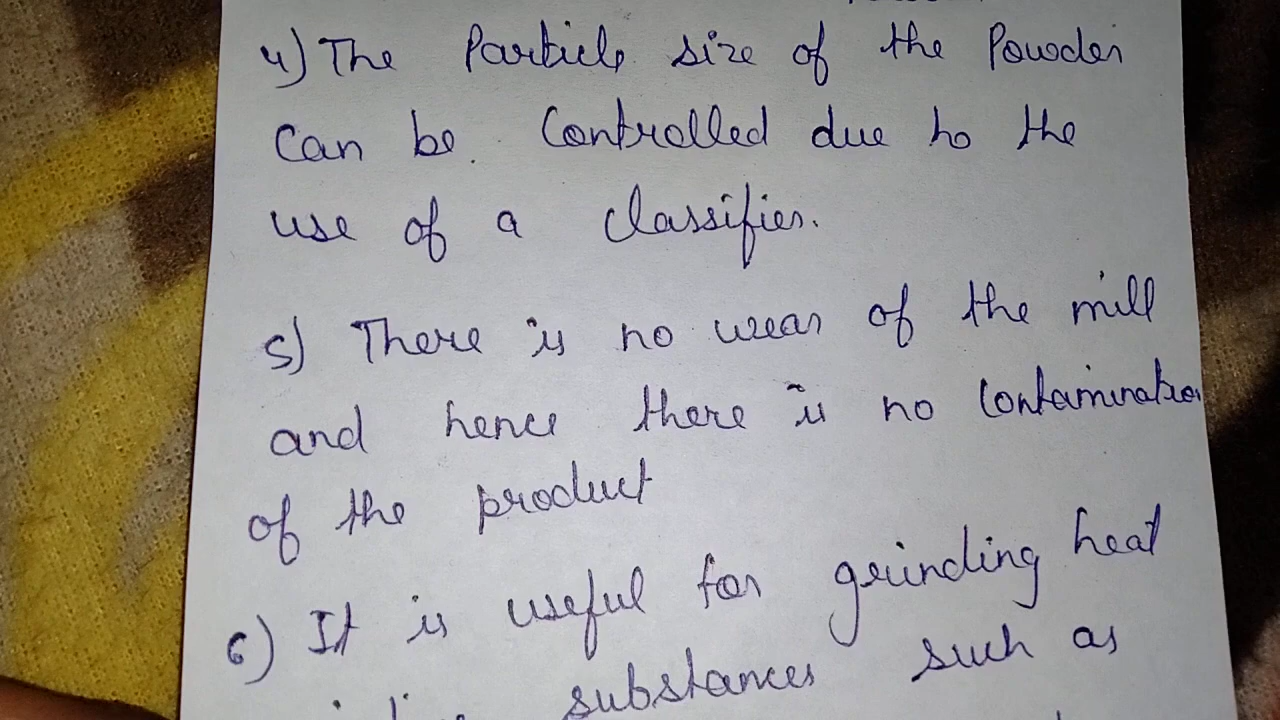 4) The Particle size of the Powder
Can be Controlled due to the
use of a classifier.
5) There is no wear of the mill
and hence there is no Contamination
of the product
6) It is useful for grinding heat
substances such as